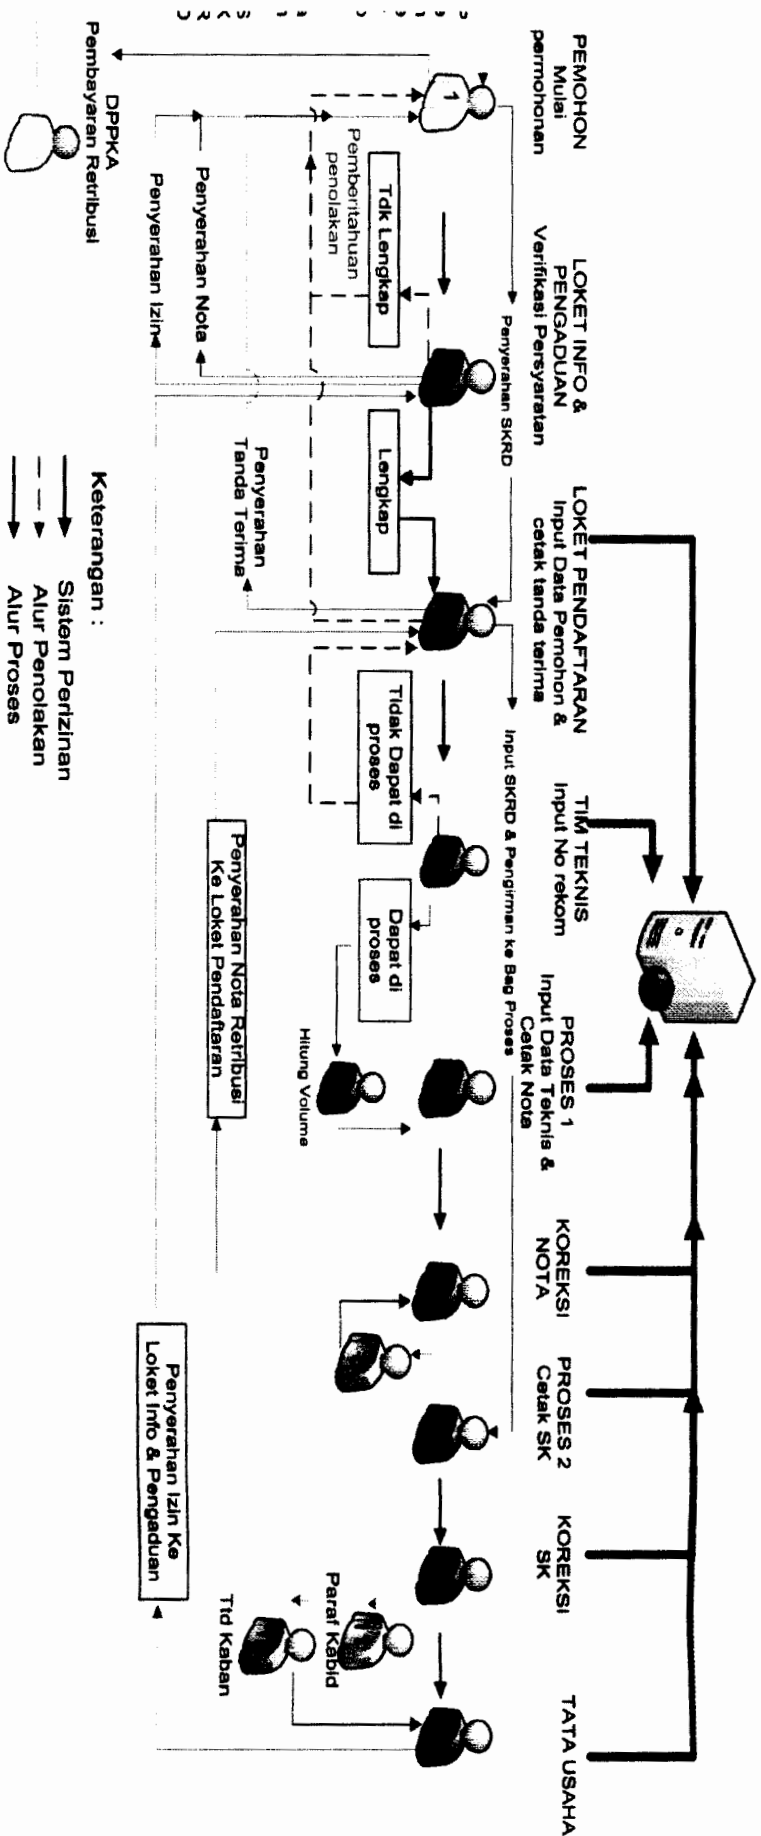 PEMOHON
Mulai
permohonan
LOKET INFO &
PENGADUAN
Verifikasi Persyaratan
LOKET PENDAFTARAN
Input Data Pemohon &
cetak tanda terima
TIM TEKNIS
Input No rekom
PROSES 1
Input Data Teknis &
Cetak Nota
KOREKSI
NOTA
PROSES 2
Cetak SK
KOREKSI
SK
TATA USAHA
Penyerahan SKRD
Input SKRD & Pengirman ke Bag Proses
1
Tdk Lengkap
Pemberitahuan
penolakan
Lengkap
Tidak Dapat di
proses
Dapat di
proses
Hitung Volume
Paraf Kabid
Ttd Kaban
Penyerahan
Tanda Terima
Penyerahan Nota
Penyerahan Nota Retribusi
Ke Loket Pendaftaran
Penyerahan Izin
Penyerahan Izin Ke
Loket Info & Pengaduan
DPPKA
Pembayaran Retribusi
Keterangan :
Sistem Perizinan
Alur Penolakan
Alur Proses